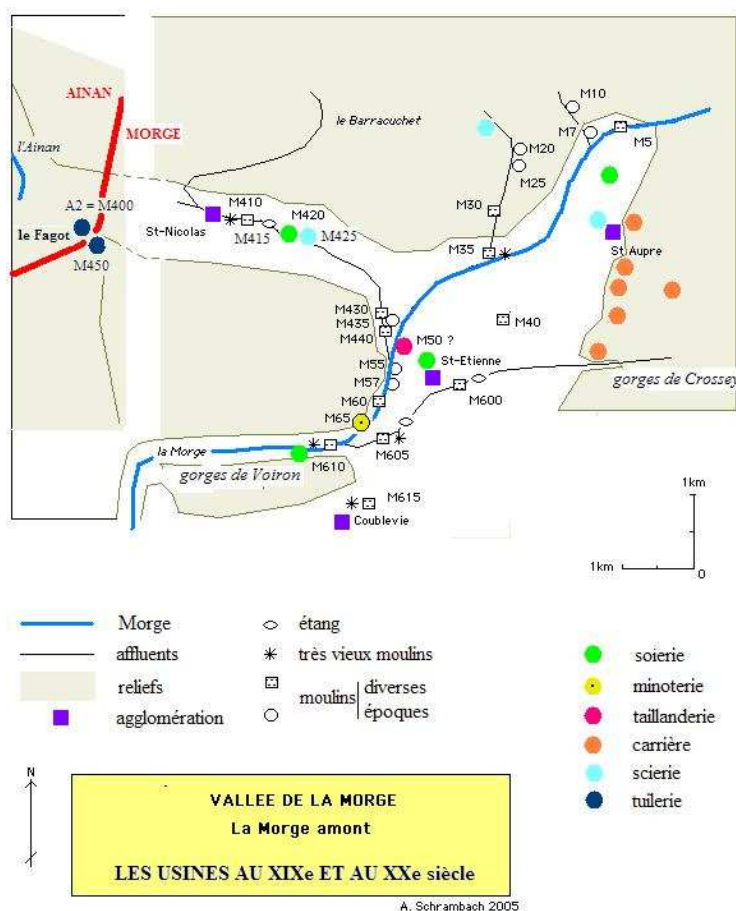 M10
AINAN
le Barracuchet
MORGE
M7
M5
l'Ainan
M20
M25
A2 = M400
M410
M420
M30
le Fagot
St-Nicolas
M415
M425
M35
St Aupre
M450
M430
M435
M440
M40
M50 ?
St-Etienne
M55
M57
gorges de Crossey
M60
M600
M65
la Morge
M605
M610
gorges de Voiron
M615
Coublevie
1km
1km
0
Morge
étang
affluents
très vieux moulins
soierie
reliefs
moulins
diverses
époques
minoterie
agglomération
taillanderie
carrière
scierie
tuilerie
N
VALLEE DE LA MORGE
La Morge amont
LES USINES AU XIXe ET AU XXe siècle
A. Schrambach 2005